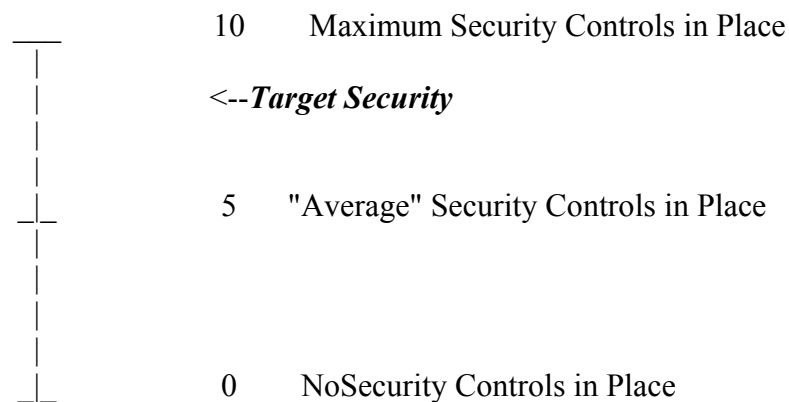 10 Maximum Security Controls in Place
<--Target Security
5 "Average" Security Controls in Place
0 NoSecurity Controls in Place